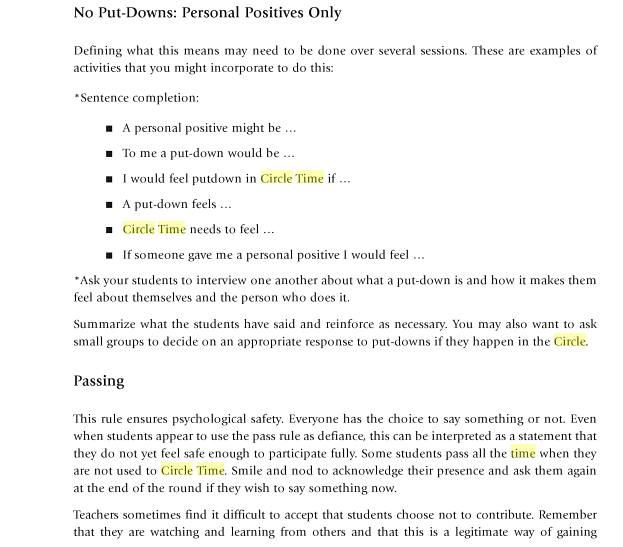 No Put-Downs: Personal Positives Only
Defining what this means may need to be done over several sessions. These are examples of
activities that you might incorporate to do this:
*Sentence completion:
■ A personal positive might be …
■ To me a put-down would be …
■ I would feel putdown in Circle Time if …
■ A put-down feels …
■ Circle Time needs to feel …
■ If someone gave me a personal positive I would feel …
*Ask your students to interview one another about what a put-down is and how it makes them
feel about themselves and the person who does it.
Summarize what the students have said and reinforce as necessary. You may also want to ask
small groups to decide on an appropriate response to put-downs if they happen in the Circle.
Passing
This rule ensures psychological safety. Everyone has the choice to say something or not. Even
when students appear to use the pass rule as defiance, this can be interpreted as a statement that
they do not yet feel safe enough to participate fully. Some students pass all the time when they
are not used to Circle Time. Smile and nod to acknowledge their presence and ask them again
at the end of the round if they wish to say something now.
Teachers sometimes find it difficult to accept that students choose not to contribute. Remember
that they are watching and learning from others and that this is a legitimate way of gaining